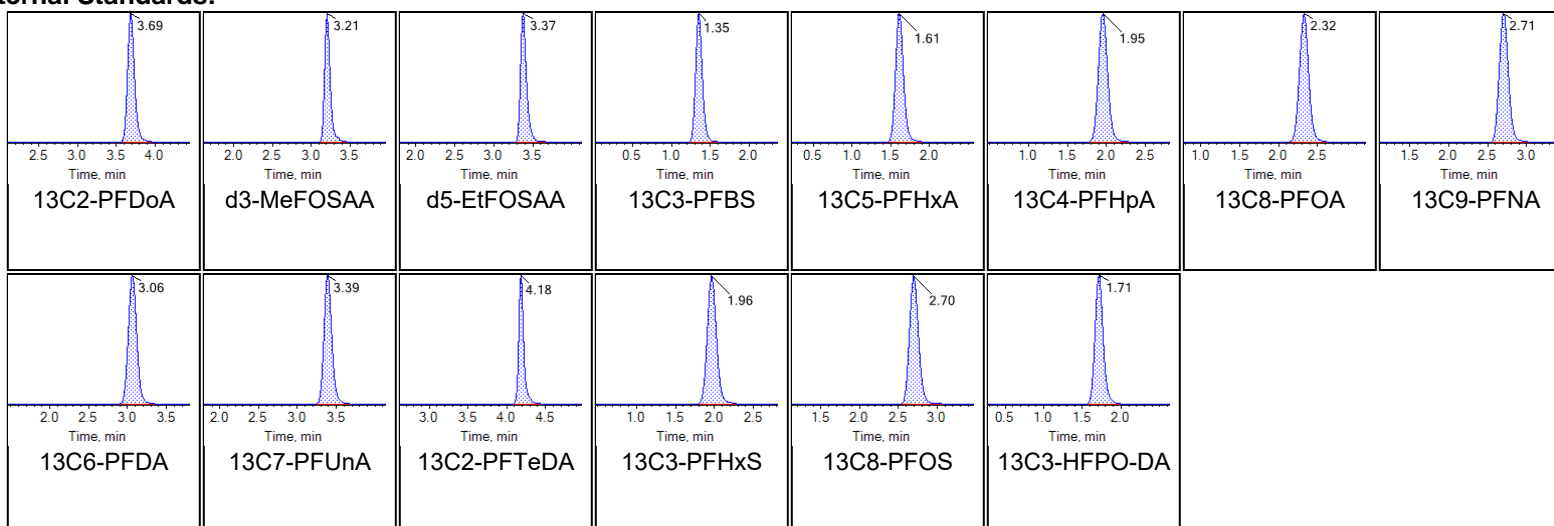 3.69 3.21 3.37 1.35 1.61 1.95 2.32 2.71
2.5 3.0 3.5 4.0 2.0 2.5 3.0 3.5 2.0 2.5 3.0 3.5 0.5 1.0 1.5 2.0 0.5 1.0 1.5 2.0 1.0 1.5 2.0 2.5 1.0 1.5 2.0 2.5 1.5 2.0 2.5 3.0
Time, min Time, min Time, min Time, min Time, min Time, min Time, min Time, min
13C2-PFDoA d3-MeFOSAA d5-EtFOSAA 13C3-PFBS 13C5-PFHxA 13C4-PFHpA 13C8-PFOA 13C9-PFNA
3.06 3.39 4.18 1.96 2.70 1.71
2.0 2.5 3.0 3.5 2.0 2.5 3.0 3.5 3.0 3.5 4.0 4.5 1.0 1.5 2.0 2.5 1.5 2.0 2.5 3.0 0.5 1.0 1.5 2.0
Time, min Time, min Time, min Time, min Time, min Time, min
13C6-PFDA 13C7-PFUnA 13C2-PFTeDA 13C3-PFHxS 13C8-PFOS 13C3-HFPO-DA